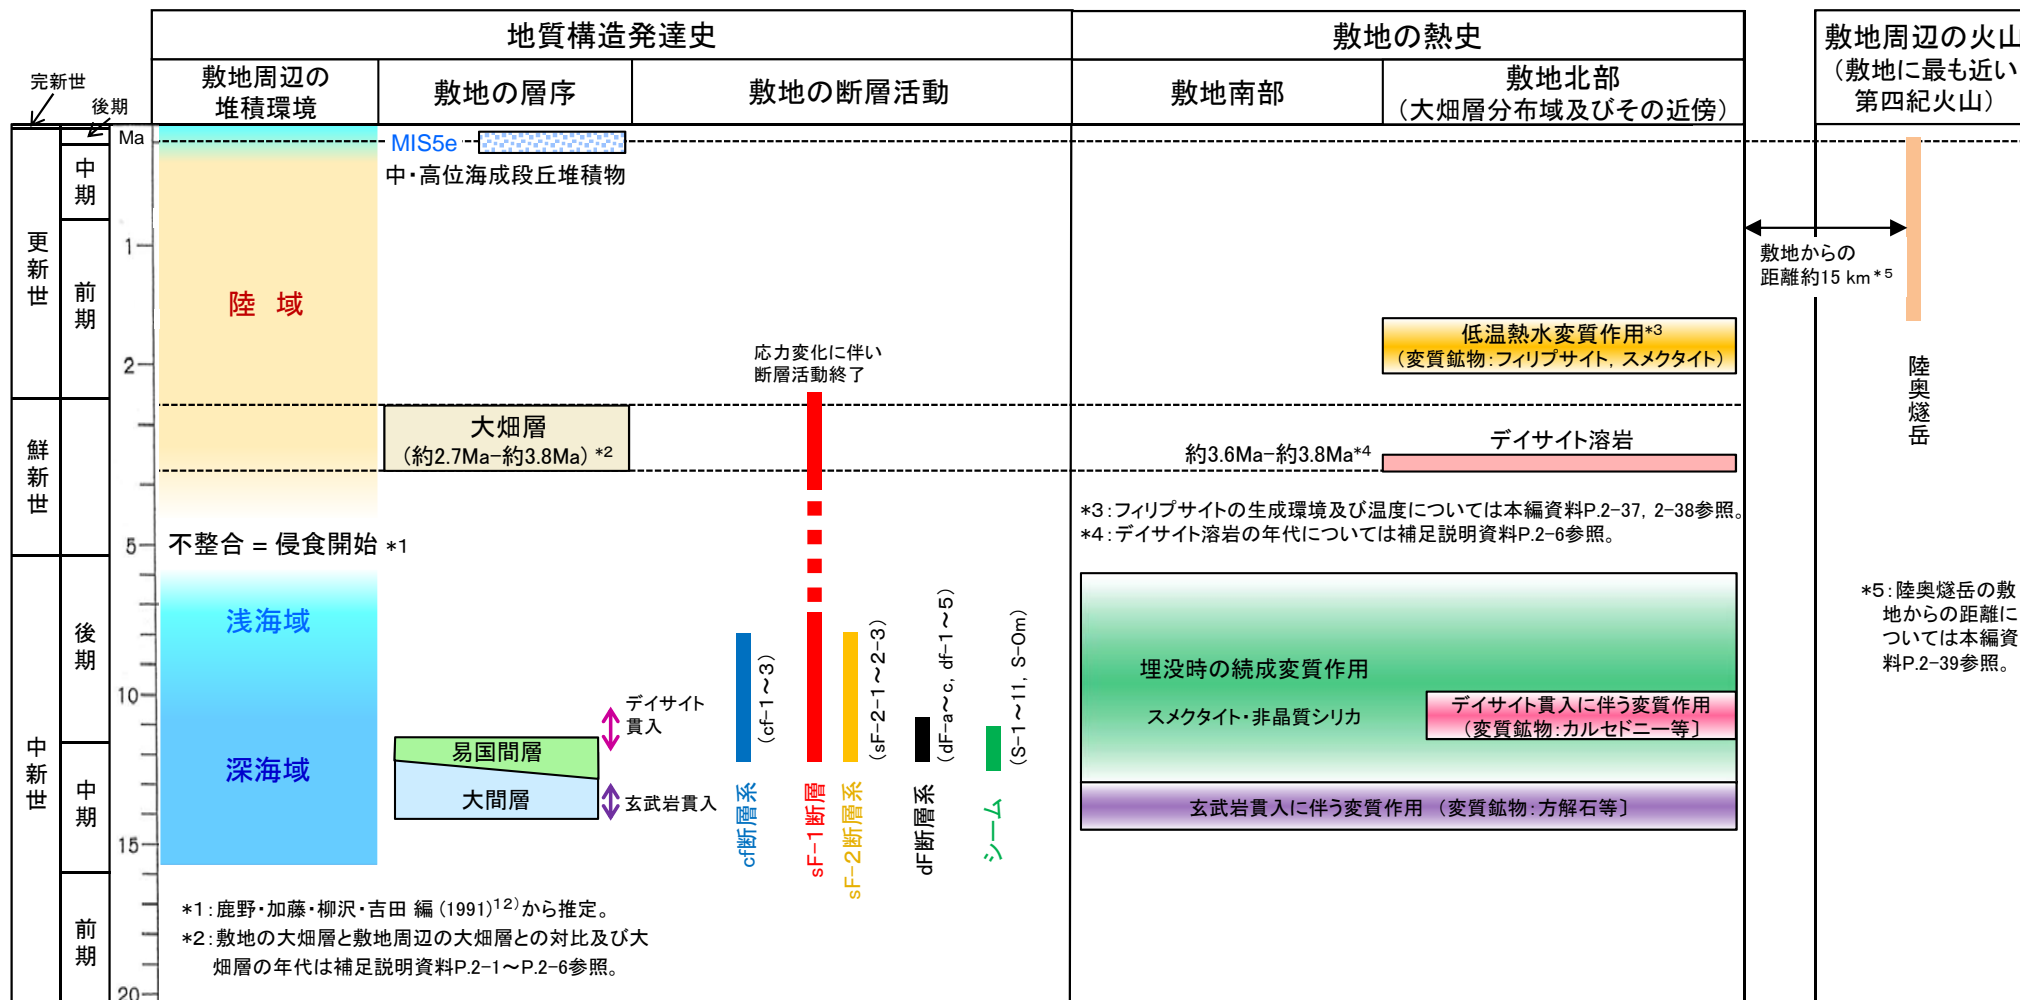 地質構造発達史
敷地の熱史
敷地周辺の火山
(敷地に最も近い
第四紀火山)
敷地周辺の
堆積環境
敷地の層序
敷地の断層活動
敷地南部
敷地北部
(大畑層分布域及びその近傍)
完新世
後期
中
期
更
新
世
前
期
鮮
新
世
後
期
中
新
世
中
期
前
期
Ma
1
2
5
10
15
20
陸 域
不整合 = 侵食開始 *1
浅海域
深海域
MIS5e
中・高位海成段丘堆積物
大畑層
(約2.7Ma-約3.8Ma) *2
易国間層
大間層
デイサイト
貫入
玄武岩貫入
応力変化に伴い
断層活動終了
cf断層系
(cf-1~3)
sF-1断層
sF-2断層系
(sF-2-1~2-3)
dF断層系
(dF-a~c, df-1~5)
シーム
(S-1~11, S-Om)
低温熱水変質作用*3
(変質鉱物:フィリプサイト, スメクタイト)
デイサイト溶岩
約3.6Ma-約3.8Ma*4
*3:フィリプサイトの生成環境及び温度については本編資料P.2-37, 2-38参照。
*4:デイサイト溶岩の年代については補足説明資料P.2-6参照。
埋没時の続成変質作用
スメクタイト・非晶質シリカ
デイサイト貫入に伴う変質作用
(変質鉱物:カルセドニー等〕
玄武岩貫入に伴う変質作用 (変質鉱物:方解石等〕
敷地からの
距離約15 km*5
陸奥燧岳
*5:陸奥燧岳の敷
地からの距離に
ついては本編資
料P.2-39参照。
*1:鹿野・加藤・柳沢・吉田 編 (1991)12)から推定。
*2:敷地の大畑層と敷地周辺の大畑層との対比及び大
畑層の年代は補足説明資料P.2-1~P.2-6参照。